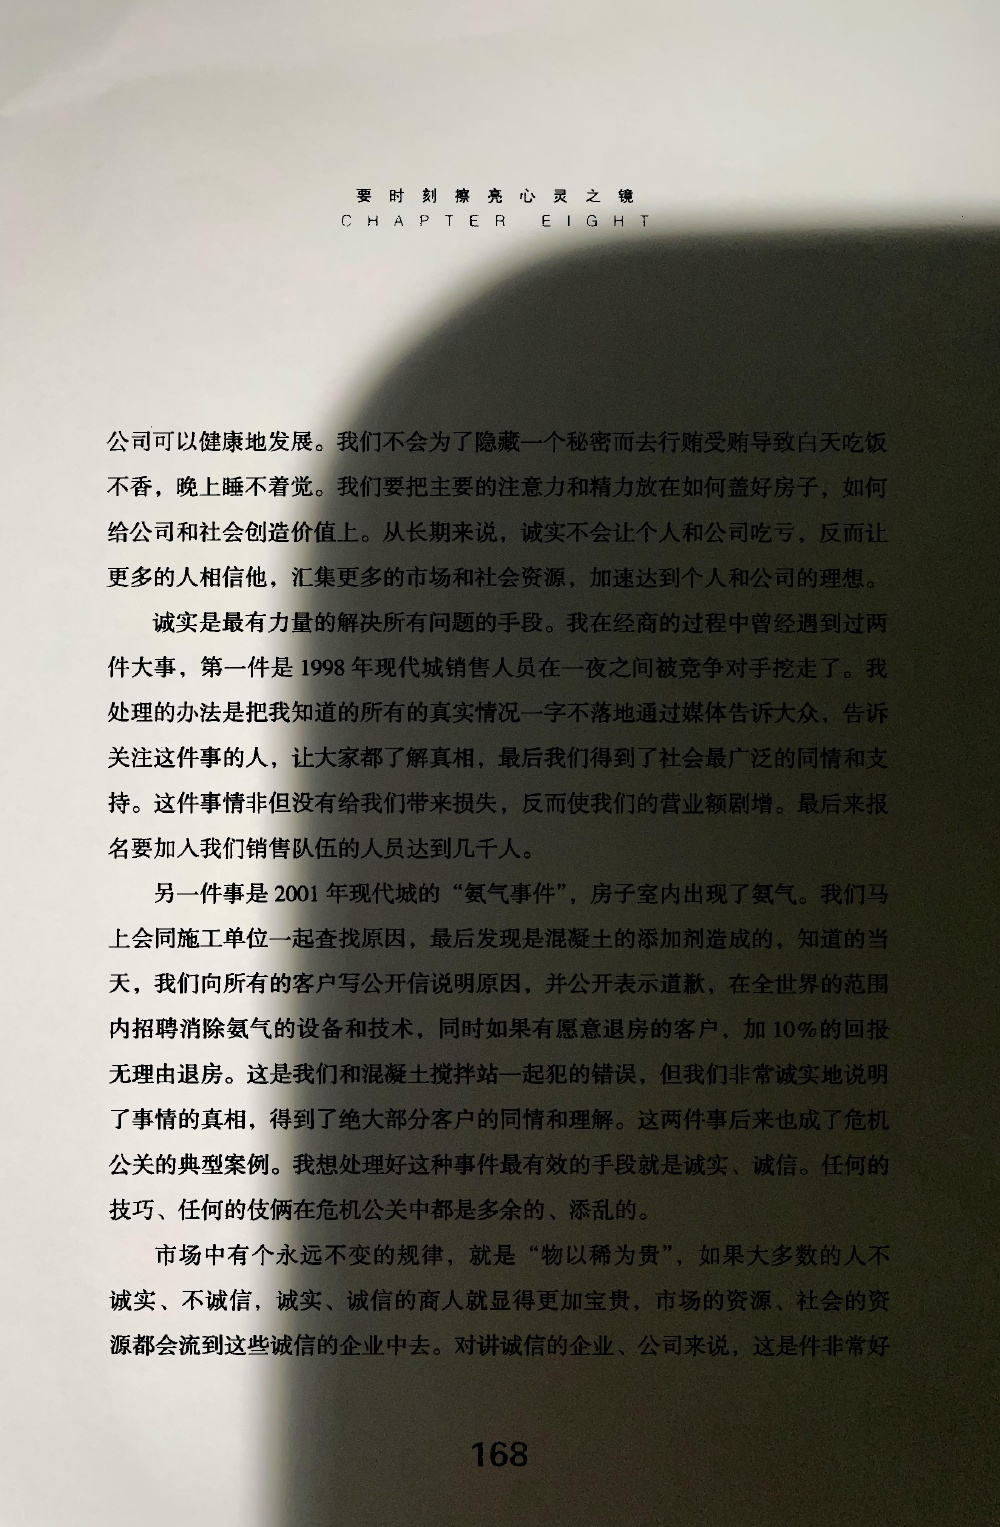 要时刻擦亮心灵之镜
CHAPTER EIGHT
公司可以健康地发展。我们不会为了隐藏一个秘密而去行贿受贿导致白天吃饭
不香，晚上睡不着觉。我们要把主要的注意力和精力放在如何盖好房子，如何
给公司和社会创造价值上。从长期来说，诚实不会让个人和公司吃亏，反而让
更多的人相信他，汇集更多的市场和社会资源，加速达到个人和公司的理想。
诚实是最有力量的解决所有问题的手段。我在经商的过程中曾经遇到过两
件大事，第一件是1998年现代城销售人员在一夜之间被竞争对手挖走了。我
处理的办法是把我知道的所有的真实情况一字不落地通过媒体告诉大众，告诉
关注这件事的人，让大家都了解真相，最后我们得到了社会最广泛的同情和支
持。这件事情非但没有给我们带来损失，反而使我们的营业额剧增。最后来报
名要加入我们销售队伍的人员达到几千人。
另一件事是2001年现代城的“氨气事件”，房子室内出现了氨气。我们马
上会同施工单位一起查找原因，最后发现是混凝土的添加剂造成的，知道的当
天，我们向所有的客户写公开信说明原因，并公开表示道歉，在全世界的范围
内招聘消除氨气的设备和技术，同时如果有愿意退房的客户，加10%的回报
无理由退房。这是我们和混凝土搅拌站一起犯的错误，但我们非常诚实地说明
了事情的真相，得到了绝大部分客户的同情和理解。这两件事后来也成了危机
公关的典型案例。我想处理好这种事件最有效的手段就是诚实、诚信。任何的
技巧、任何的伎俩在危机公关中都是多余的、添乱的。
市场中有个永远不变的规律，就是“物以稀为贵”，如果大多数的人不
诚实、不诚信，诚实、诚信的商人就显得更加宝贵，市场的资源、社会的资
源都会流到这些诚信的企业中去。对讲诚信的企业、公司来说，这是件非常好
168